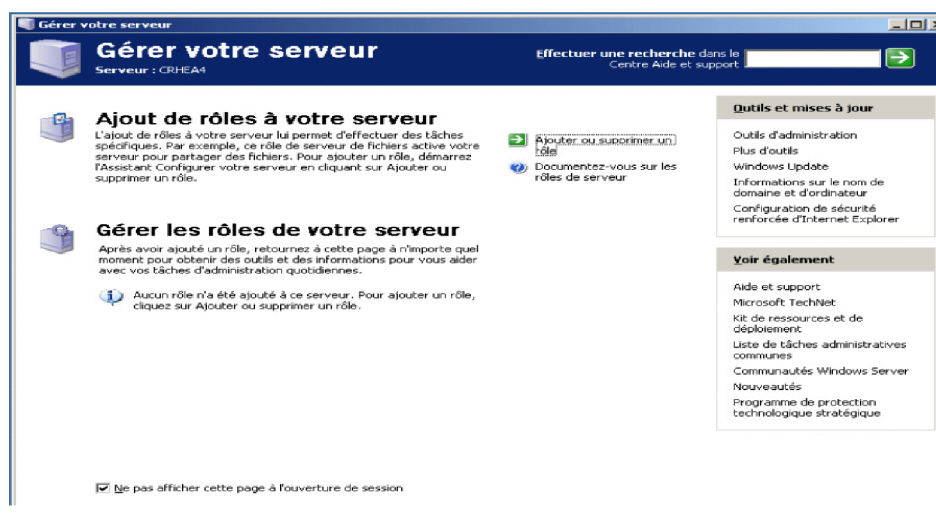 Gérer votre serveur
Gérer votre serveur
Serveur : CRHEA4
Effectuer une recherche dans le
Centre Aide et support
Ajout de rôles à votre serveur
L'ajout de rôles à votre serveur lui permet d'effectuer des tâches
spécifiques. Par exemple, ce rôle de serveur de fichiers active votre
serveur pour partager des fichiers. Pour ajouter un rôle, démarrez
l'Assistant Configurer votre serveur en cliquant sur Ajouter ou
supprimer un rôle.
Ajouter ou supprimer un
rôle
Documentez-vous sur les
rôles de serveur
Gérer les rôles de votre serveur
Après avoir ajouté un rôle, retournez à cette page à n'importe quel
moment pour obtenir des outils et des informations pour vous aider
avec vos tâches d'administration quotidiennes.
Aucun rôle n'a été ajouté à ce serveur. Pour ajouter un rôle,
cliquez sur Ajouter ou supprimer un rôle.
Outils et mises à jour
Outils d'administration
Plus d'outils
Windows Update
Informations sur le nom de
domaine et d'ordinateur
Configuration de sécurité
renforcée d'Internet Explorer
Voir également
Aide et support
Microsoft TechNet
Kit de ressources et de
déploiement
Liste de tâches administratives
communes
Communautés Windows Server
Nouveautés
Programme de protection
technologique stratégique
Ne pas afficher cette page à l'ouverture de session